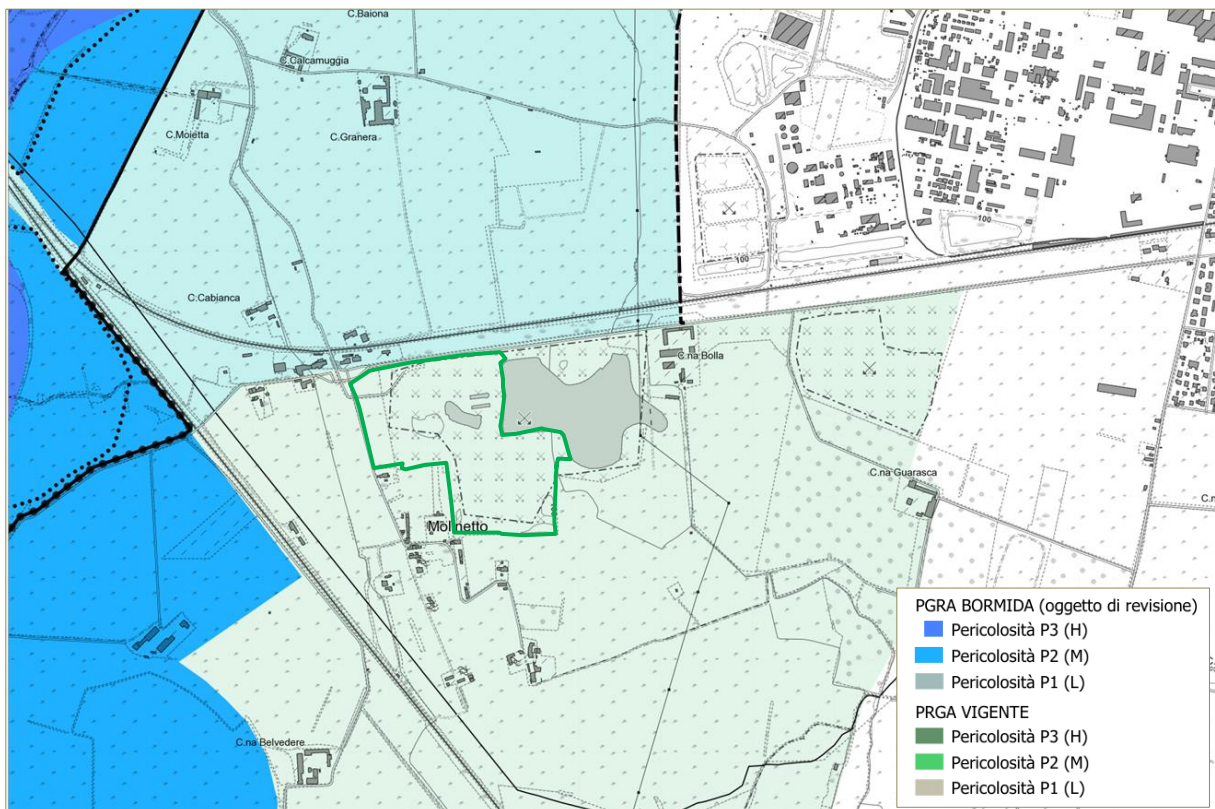 C.Baiona
C.Calcamuggia
C.Moietta
C.Granera
100
100
C.Cabianca
C.na Bolla
C.na Guarasca
Molinetto
C.na Belvedere
PGRA BORMIDA (oggetto di revisione)
Pericolosità P3 (H)
Pericolosità P2 (M)
Pericolosità P1 (L)
PRGA VIGENTE
Pericolosità P3 (H)
Pericolosità P2 (M)
Pericolosità P1 (L)